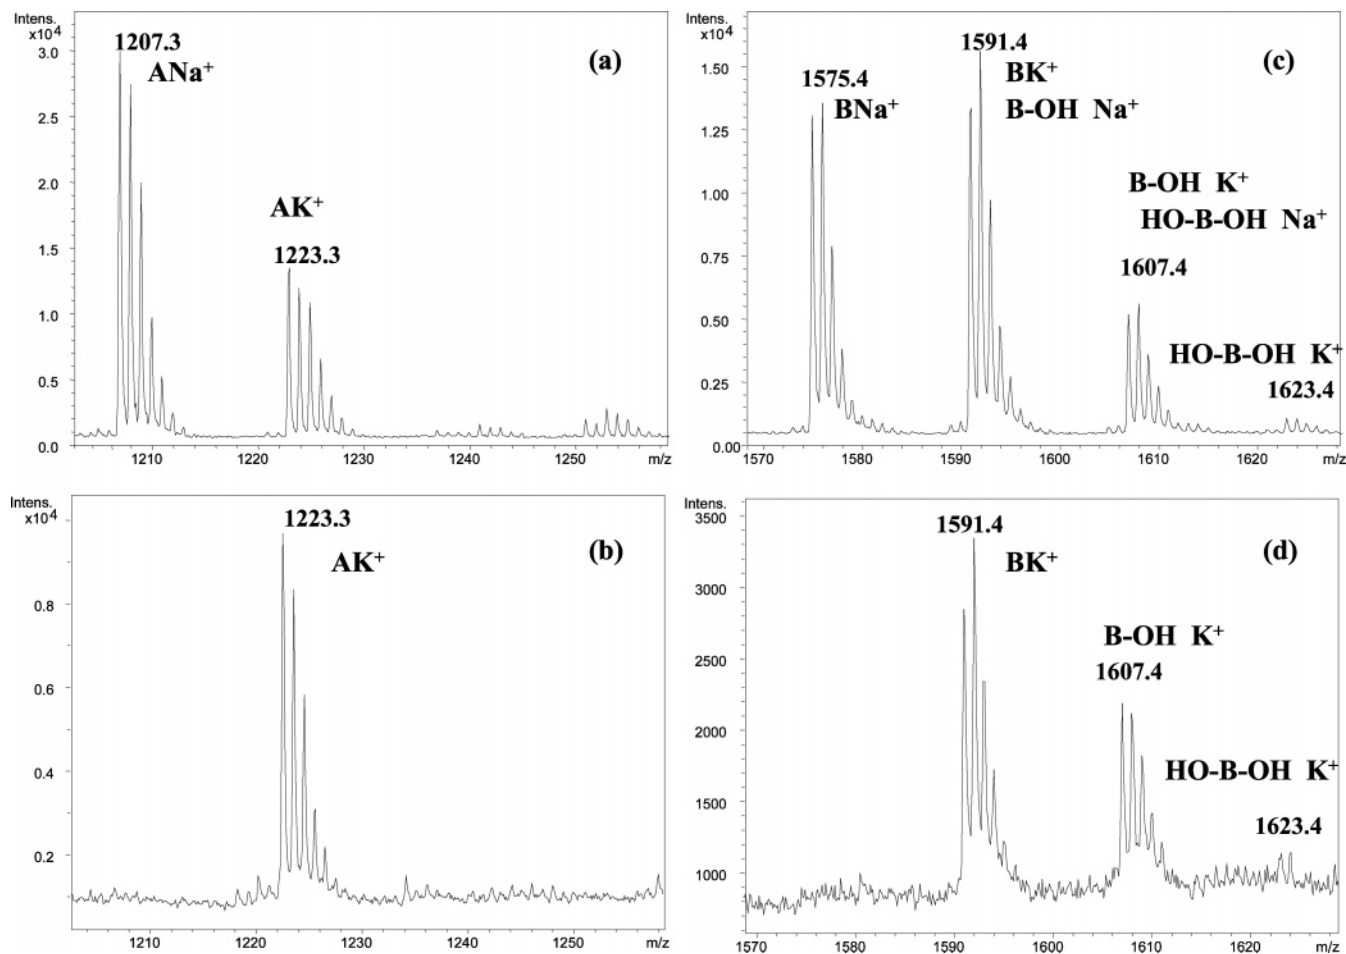 Intens.
x10⁴
1207.3
ANa⁺
(a)
3.0
2.5
2.0
1.5
1.0
0.5
0.0
AK⁺
1223.3
1210
1220
1230
1240
1250
m/z
Intens.
x10⁴
1591.4
(c)
1575.4
BK⁺
BNa⁺
B-OH Na⁺
1.50
1.25
1.00
0.75
0.50
0.25
0.00
B-OH K⁺
HO-B-OH Na⁺
1607.4
HO-B-OH K⁺
1623.4
1570
1580
1590
1600
1610
1620
m/z
Intens.
x10⁴
1223.3
AK⁺
(b)
0.8
0.6
0.4
0.2
1210
1220
1230
1240
1250
m/z
Intens.
3500
1591.4
BK⁺
(d)
3000
2500
2000
1500
1000
B-OH K⁺
1607.4
HO-B-OH K⁺
1623.4
1570
1580
1590
1600
1610
1620
m/z